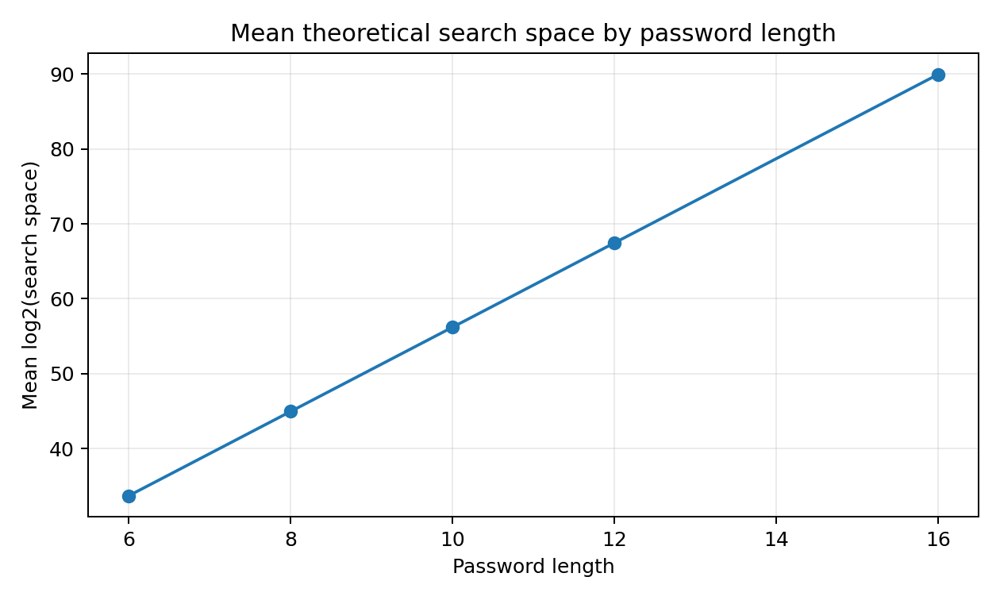 Mean theoretical search space by password length
Mean log2(search space)
90
80
70
60
50
40
6 8 10 12 14 16
Password length